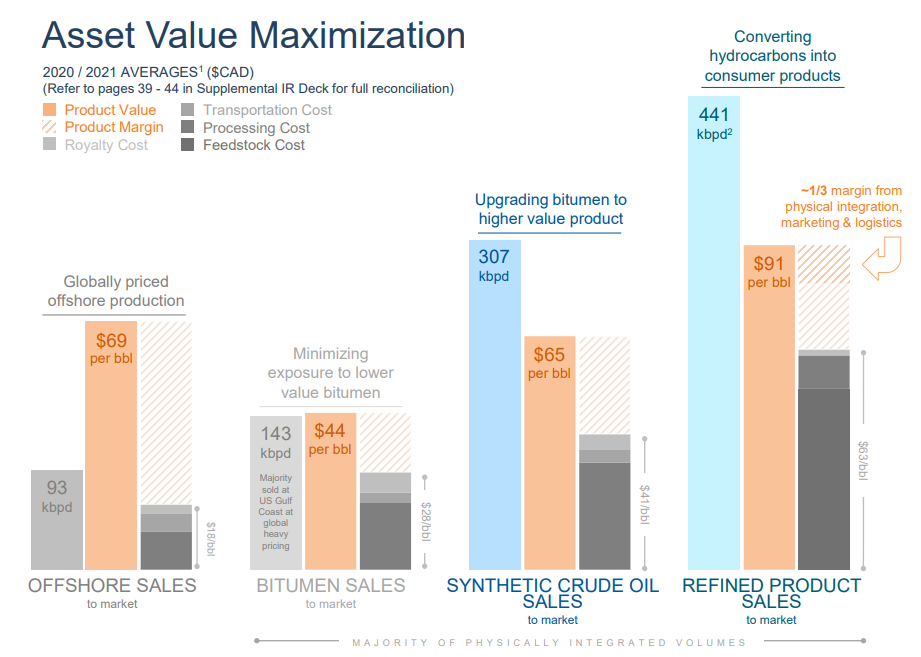 Asset Value Maximization
2020 / 2021 AVERAGES¹ ($CAD)
(Refer to pages 39 - 44 in Supplemental IR Deck for full reconciliation)
Product Value
Product Margin
Royalty Cost
Transportation Cost
Processing Cost
Feedstock Cost
Globally priced
offshore production
93
kbpd
$69
per bbl
$18/bbl
OFFSHORE SALES
to market
Minimizing
exposure to lower
value bitumen
143
kbpd
Majority
sold at
US Gulf
Coast at
global
heavy
pricing
$44
per bbl
$28/bbl
BITUMEN SALES
to market
Upgrading bitumen to
higher value product
307
kbpd
$65
per bbl
$41/bbl
SYNTHETIC CRUDE OIL
SALES
to market
Converting
hydrocarbons into
consumer products
441
kbpd²
$91
per bbl
~1/3 margin from
physical integration,
marketing & logistics
$63/bbl
REFINED PRODUCT
SALES
to market
MAJORITY OF PHYSICALLY INTEGRATED VOLUMES